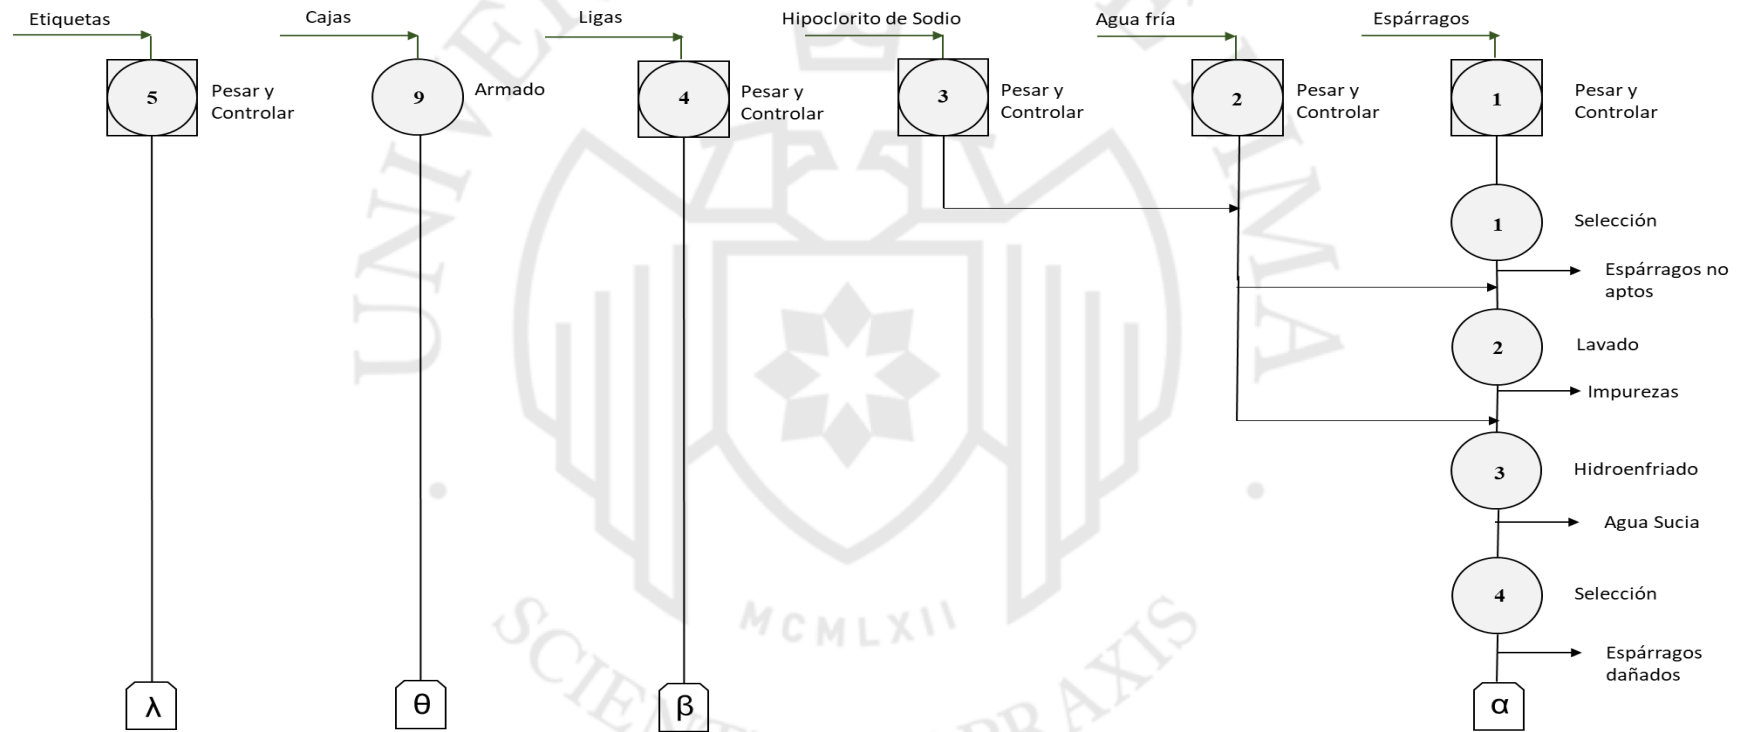 Etiquetas
Cajas
Ligas
Hipoclorito de Sodio
Agua fría
Espárragos
5
Pesar y
Controlar
9
Armado
4
Pesar y
Controlar
3
Pesar y
Controlar
2
Pesar y
Controlar
1
Pesar y
Controlar
1
Selección
Espárragos no
aptos
2
Lavado
Impurezas
3
Hidroenfriado
Agua Sucia
4
Selección
Espárragos
dañados
λ
θ
β
α
MCMLXII